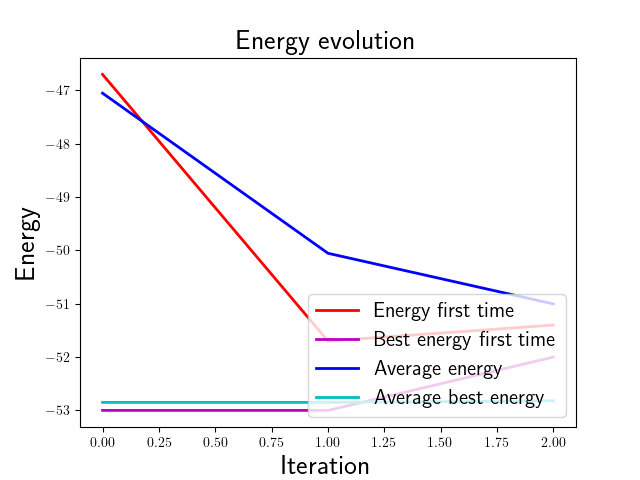 Energy evolution
Energy
−47
−48
−49
−50
−51
−52
−53
Energy first time
Best energy first time
Average energy
Average best energy
0.00 0.25 0.50 0.75 1.00 1.25 1.50 1.75 2.00
Iteration